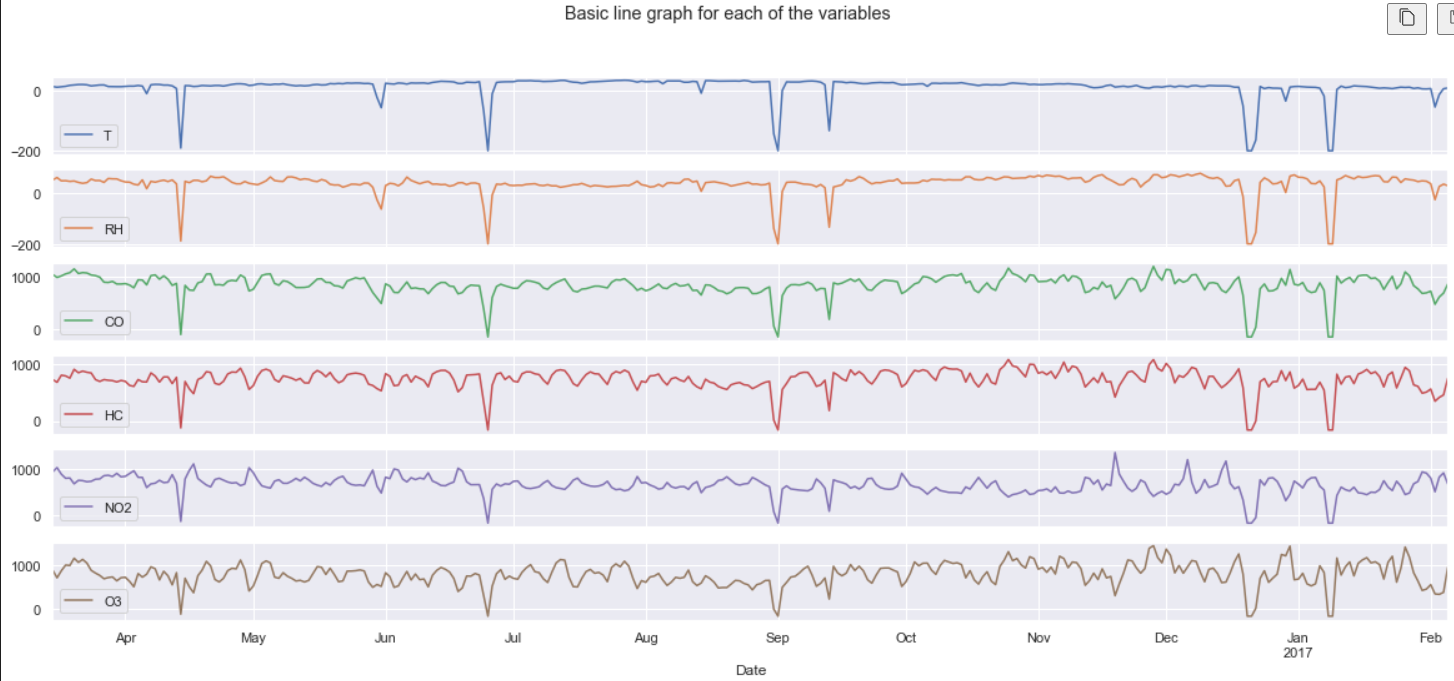 Basic line graph for each of the variables
0
−200
T
0
−200
RH
1000
0
CO
1000
0
HC
1000
0
NO2
1000
0
O3
Apr May Jun Jul Aug Sep Oct Nov Dec Jan Feb
2017
Date